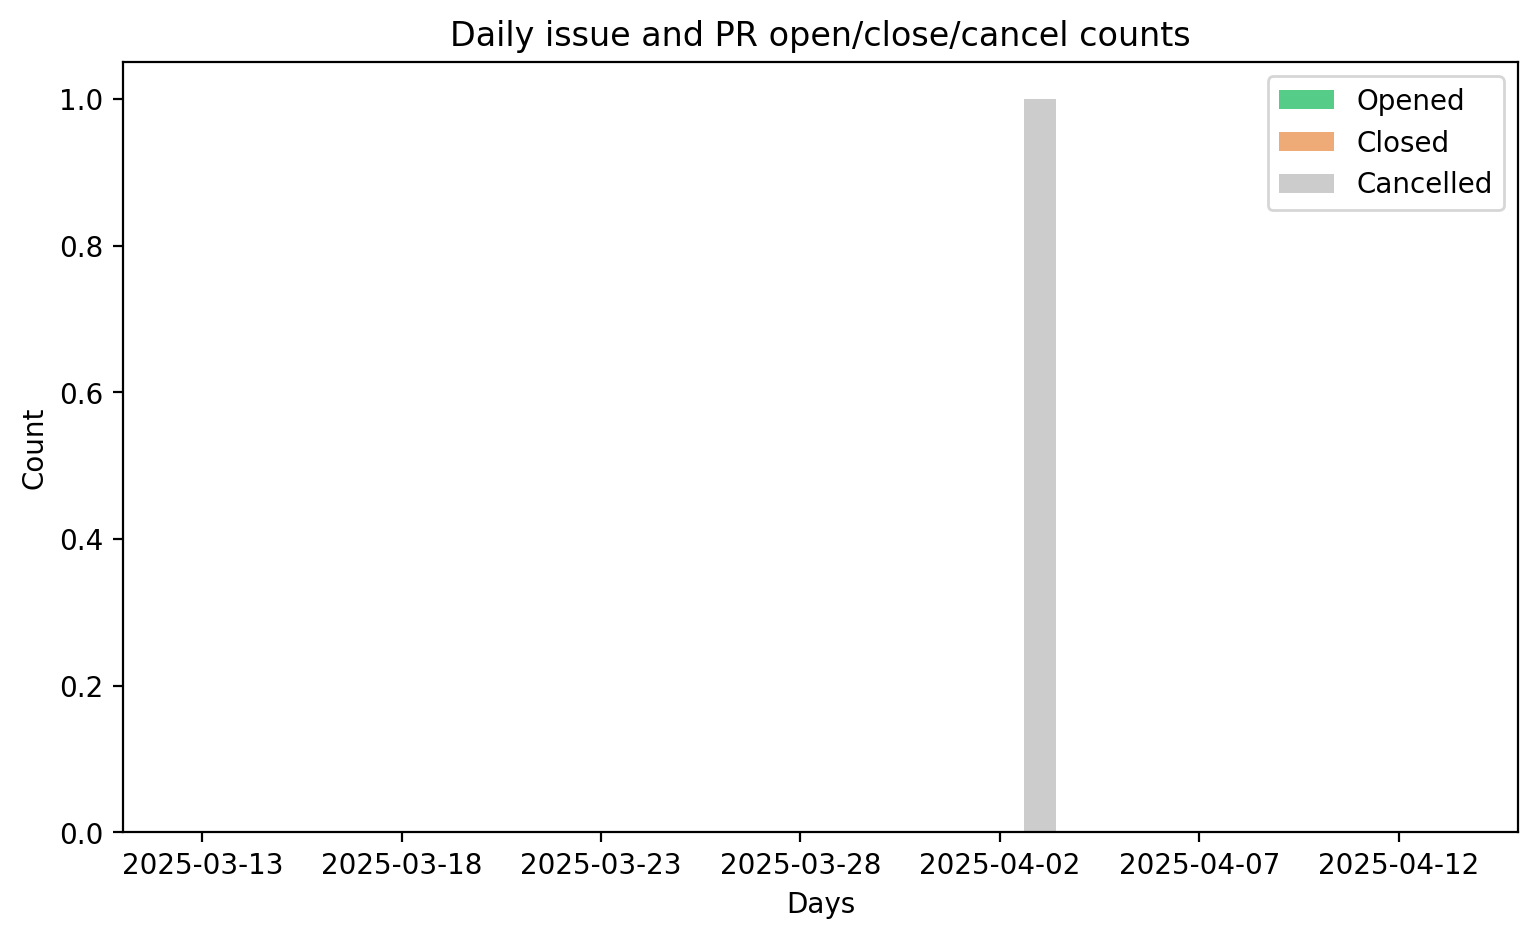 Daily issue and PR open/close/cancel counts
Opened
Closed
Cancelled
1.0
0.8
0.6
0.4
0.2
0.0
Count
2025-03-13 2025-03-18 2025-03-23 2025-03-28 2025-04-02 2025-04-07 2025-04-12
Days